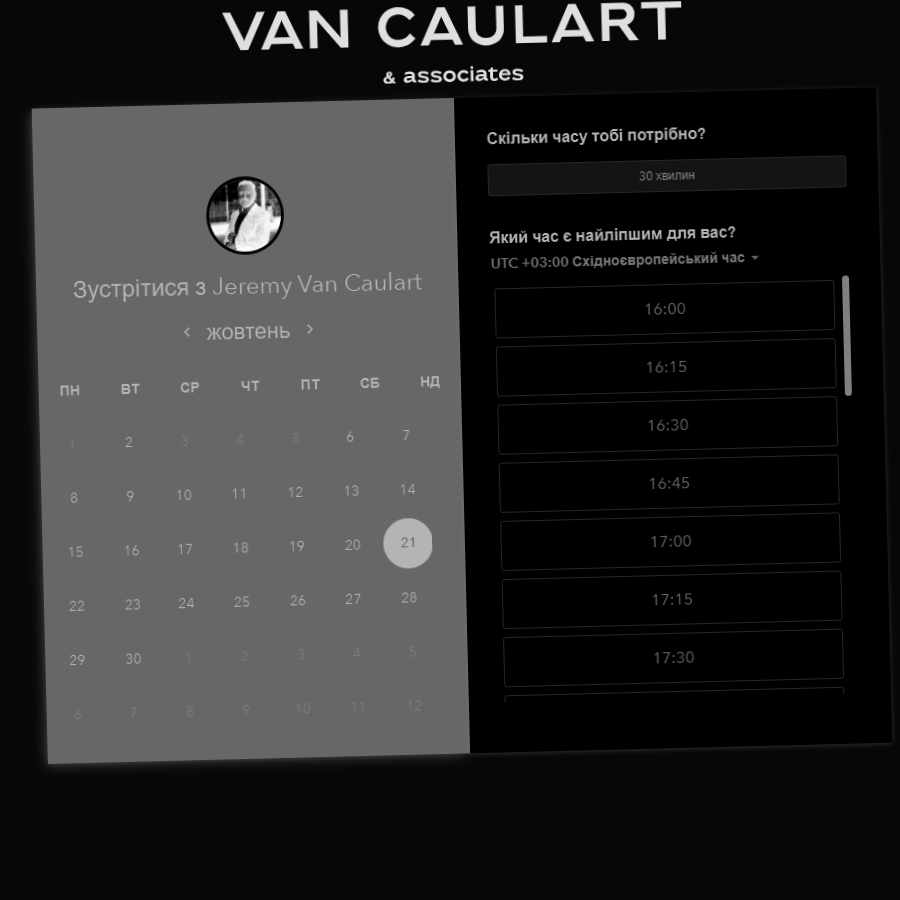 VAN CAULART
& associates
Зустрітися з Jeremy Van Caulart
‹ жовтень ›
ПН ВТ СР ЧТ ПТ СБ НД
1 2 3 4 5 6 7
8 9 10 11 12 13 14
15 16 17 18 19 20 21
22 23 24 25 26 27 28
29 30 1 2 3 4 5
6 7 8 9 10 11 12
Скільки часу тобі потрібно?
30 хвилин
Який час є найліпшим для вас?
UTC +03:00 Східноєвропейський час
16:00
16:15
16:30
16:45
17:00
17:15
17:30